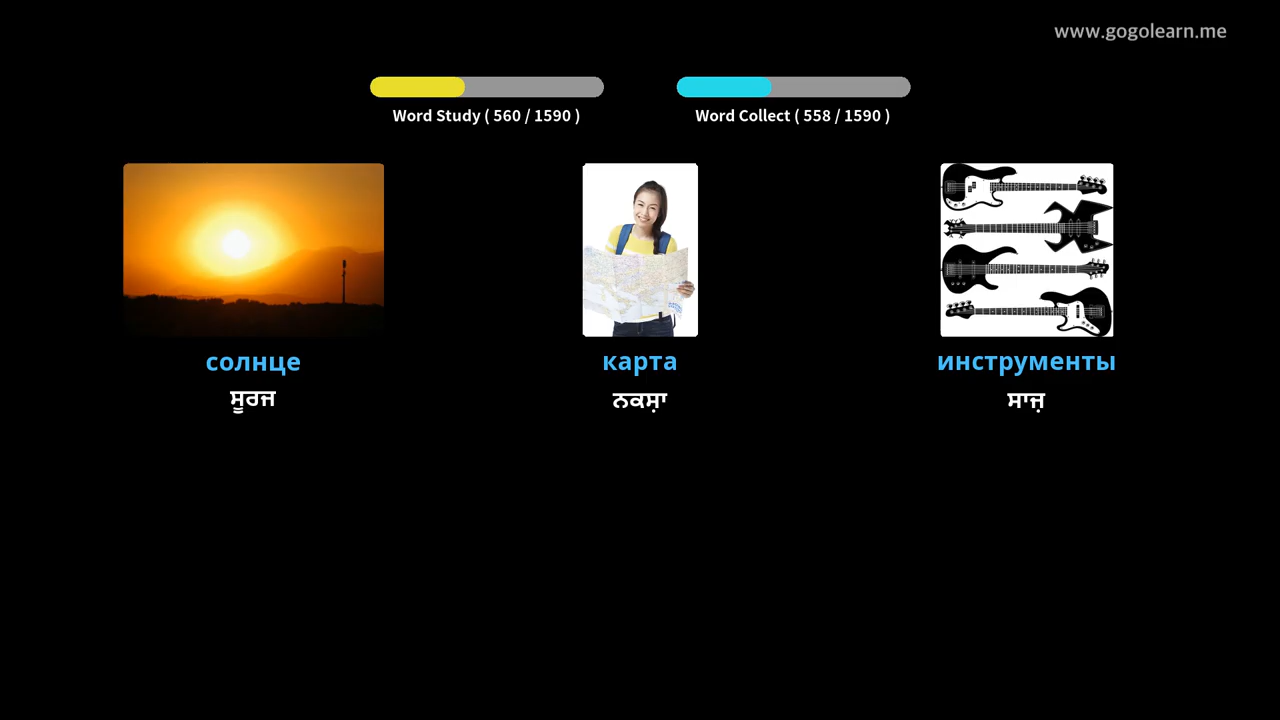 www.gogolearn.me
Word Study ( 560 / 1590 )
Word Collect ( 558 / 1590 )
солнце
карта
инструменты
ਸੂਰਜ
ਨਕਸ਼ਾ
ਸਾਜ਼